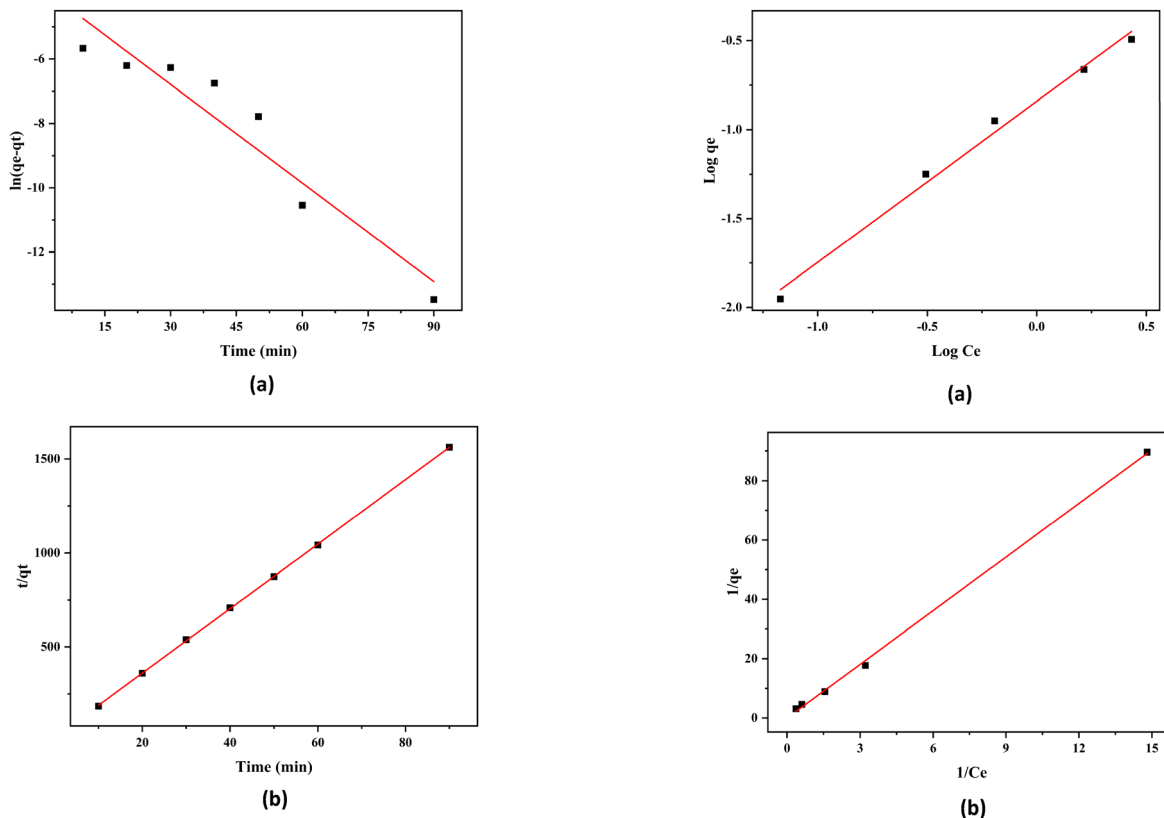 -6
-8
-10
-12
ln(qe-qt)
15 30 45 60 75 90
Time (min)
(a)
-0.5
-1.0
-1.5
-2.0
Log qe
-1.0 -0.5 0.0 0.5
Log Ce
(a)
1500
1000
500
t/qt
20 40 60 80
Time (min)
(b)
80
60
40
20
0
1/qe
0 3 6 9 12 15
1/Ce
(b)